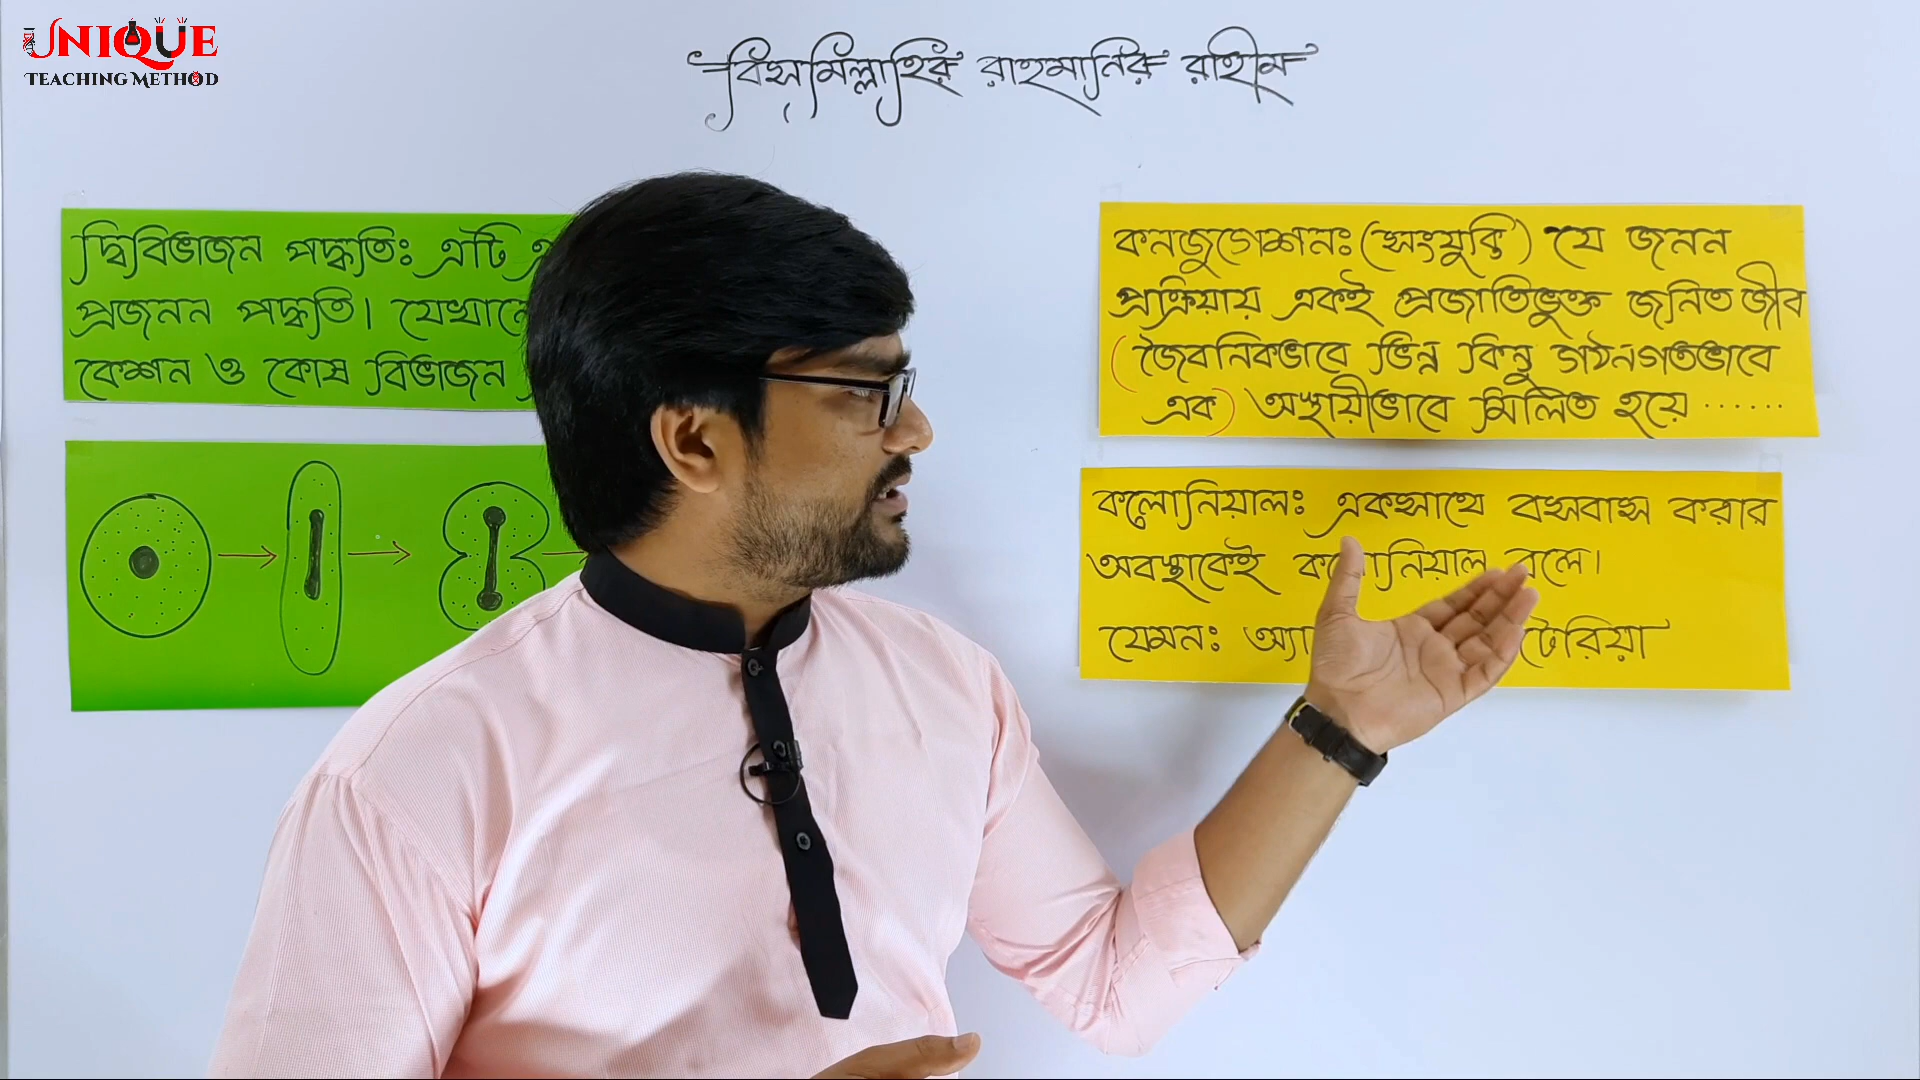 UNIQUE
TEACHING METHOD
বিসমিল্লাহির রাহমানির রাহীম
দ্বিবিভাজন পদ্ধতিঃ এটি
প্রজনন পদ্ধতি। যেখানে
কেশন ও কোষ বিভাজন
কনজুগেশনঃ (সংযুক্তি) যে জনন
প্রক্রিয়ায় একই প্রজাতিভুক্ত জনিত জীব
(জৈবনিকভাবে ভিন্ন কিন্তু গঠনগতভাবে
এক) অস্থায়ীভাবে মিলিত হয়ে ......
কলোনিয়ালঃ একসাথে বসবাস করার
অবস্থাকেই কলোনিয়াল বলে।
যেমনঃ